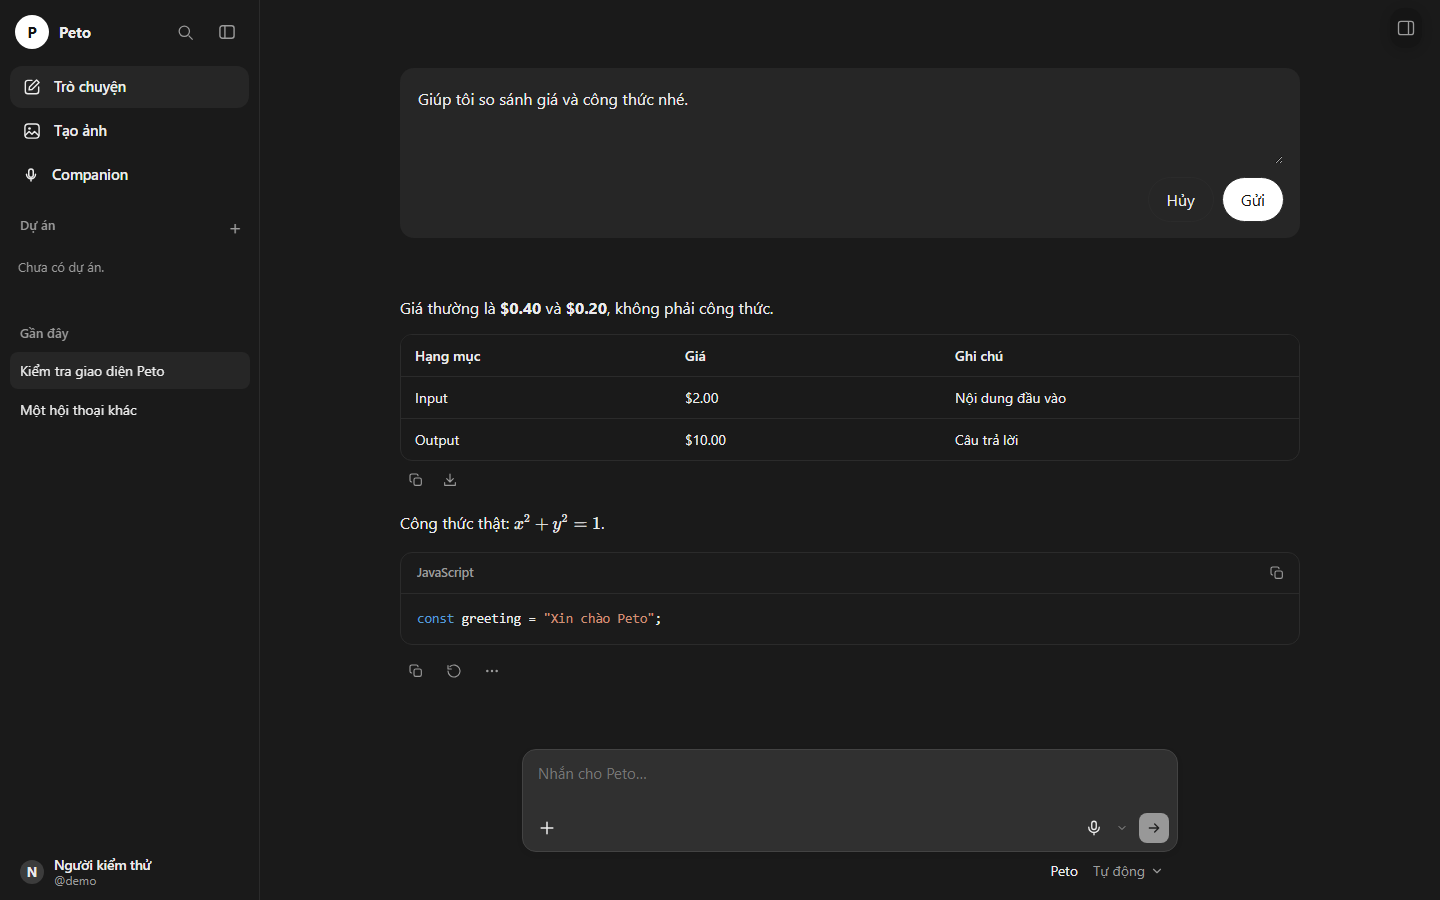 P Peto
Trò chuyện
Tạo ảnh
Companion
Dự án
Chưa có dự án.
Gần đây
Kiểm tra giao diện Peto
Một hội thoại khác
N Người kiểm thử
@demo
Giúp tôi so sánh giá và công thức nhé.
Hủy Gửi
Giá thường là $0.40 và $0.20, không phải công thức.
Hạng mục Giá Ghi chú
Input $2.00 Nội dung đầu vào
Output $10.00 Câu trả lời
Công thức thật: x² + y² = 1.
JavaScript
const greeting = "Xin chào Peto";
Nhắn cho Peto...
Peto Tự động